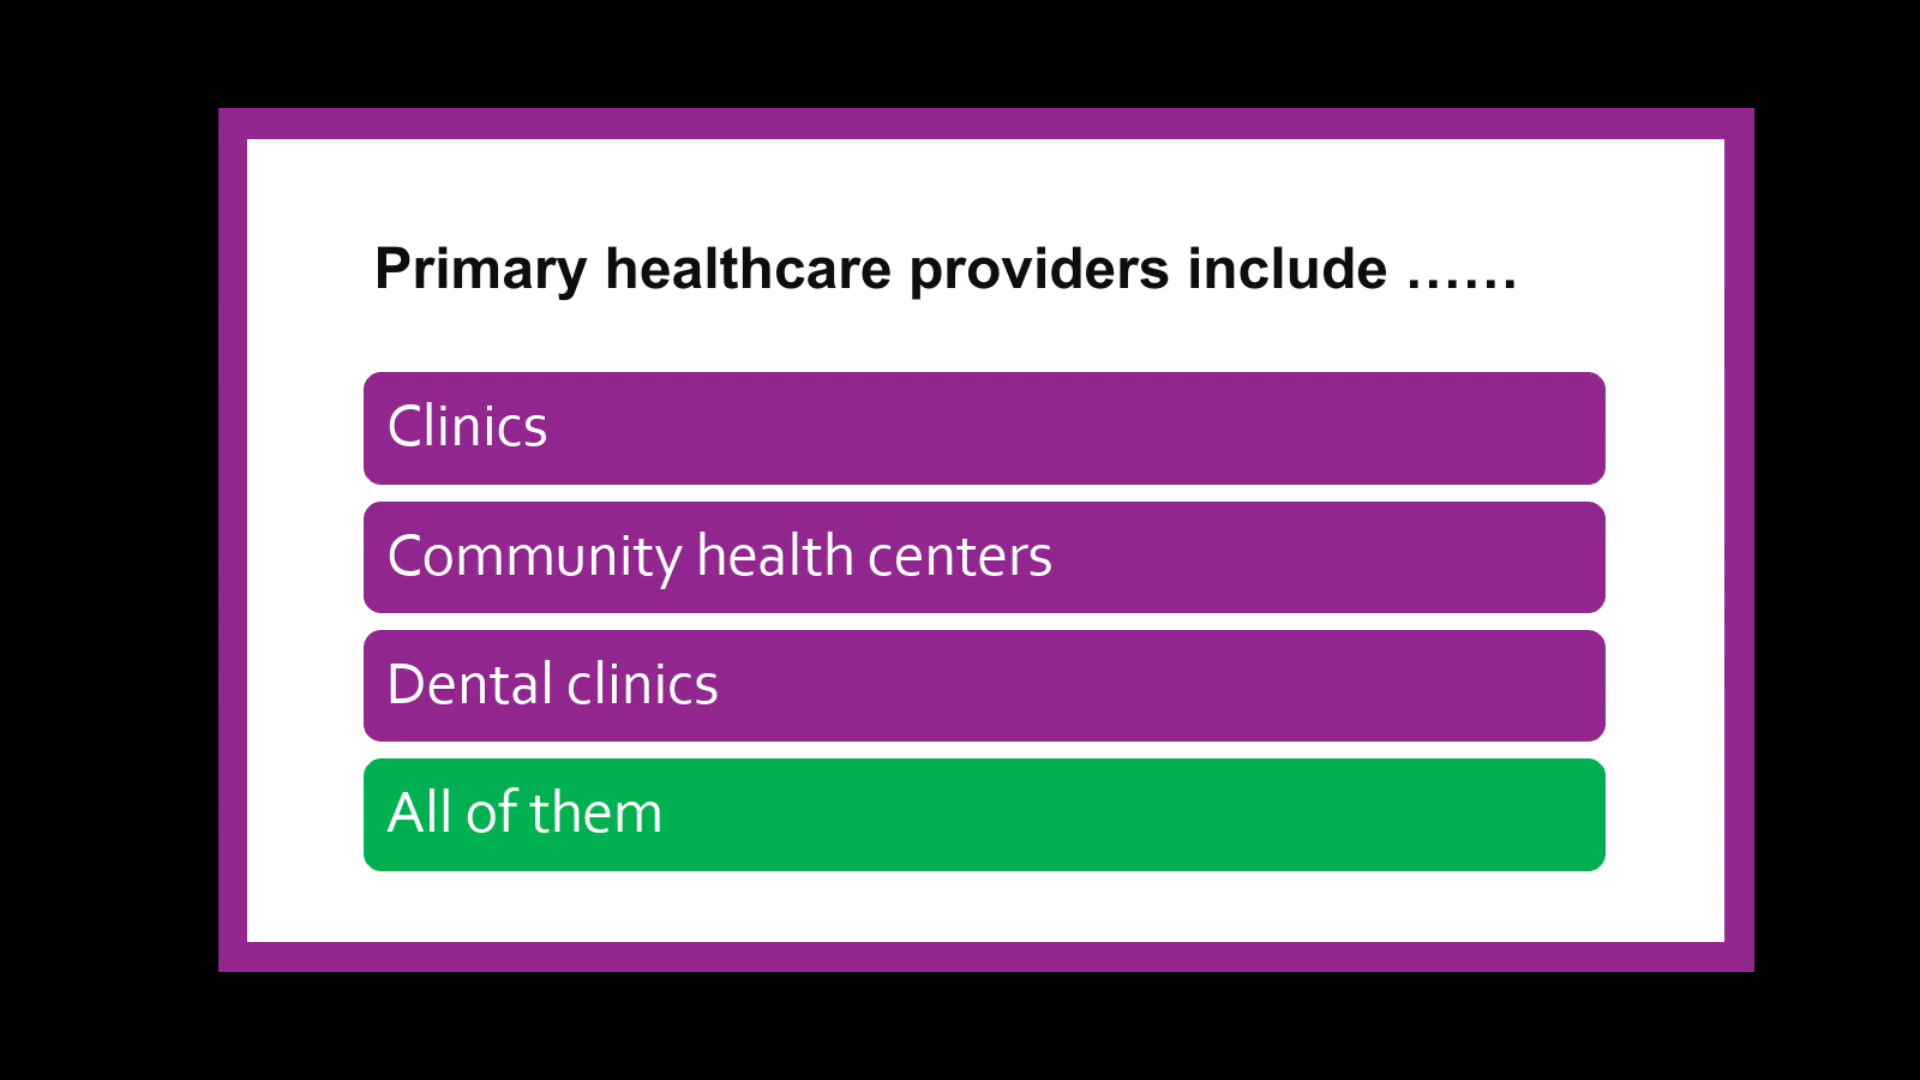 Primary healthcare providers include ……
Clinics
Community health centers
Dental clinics
All of them